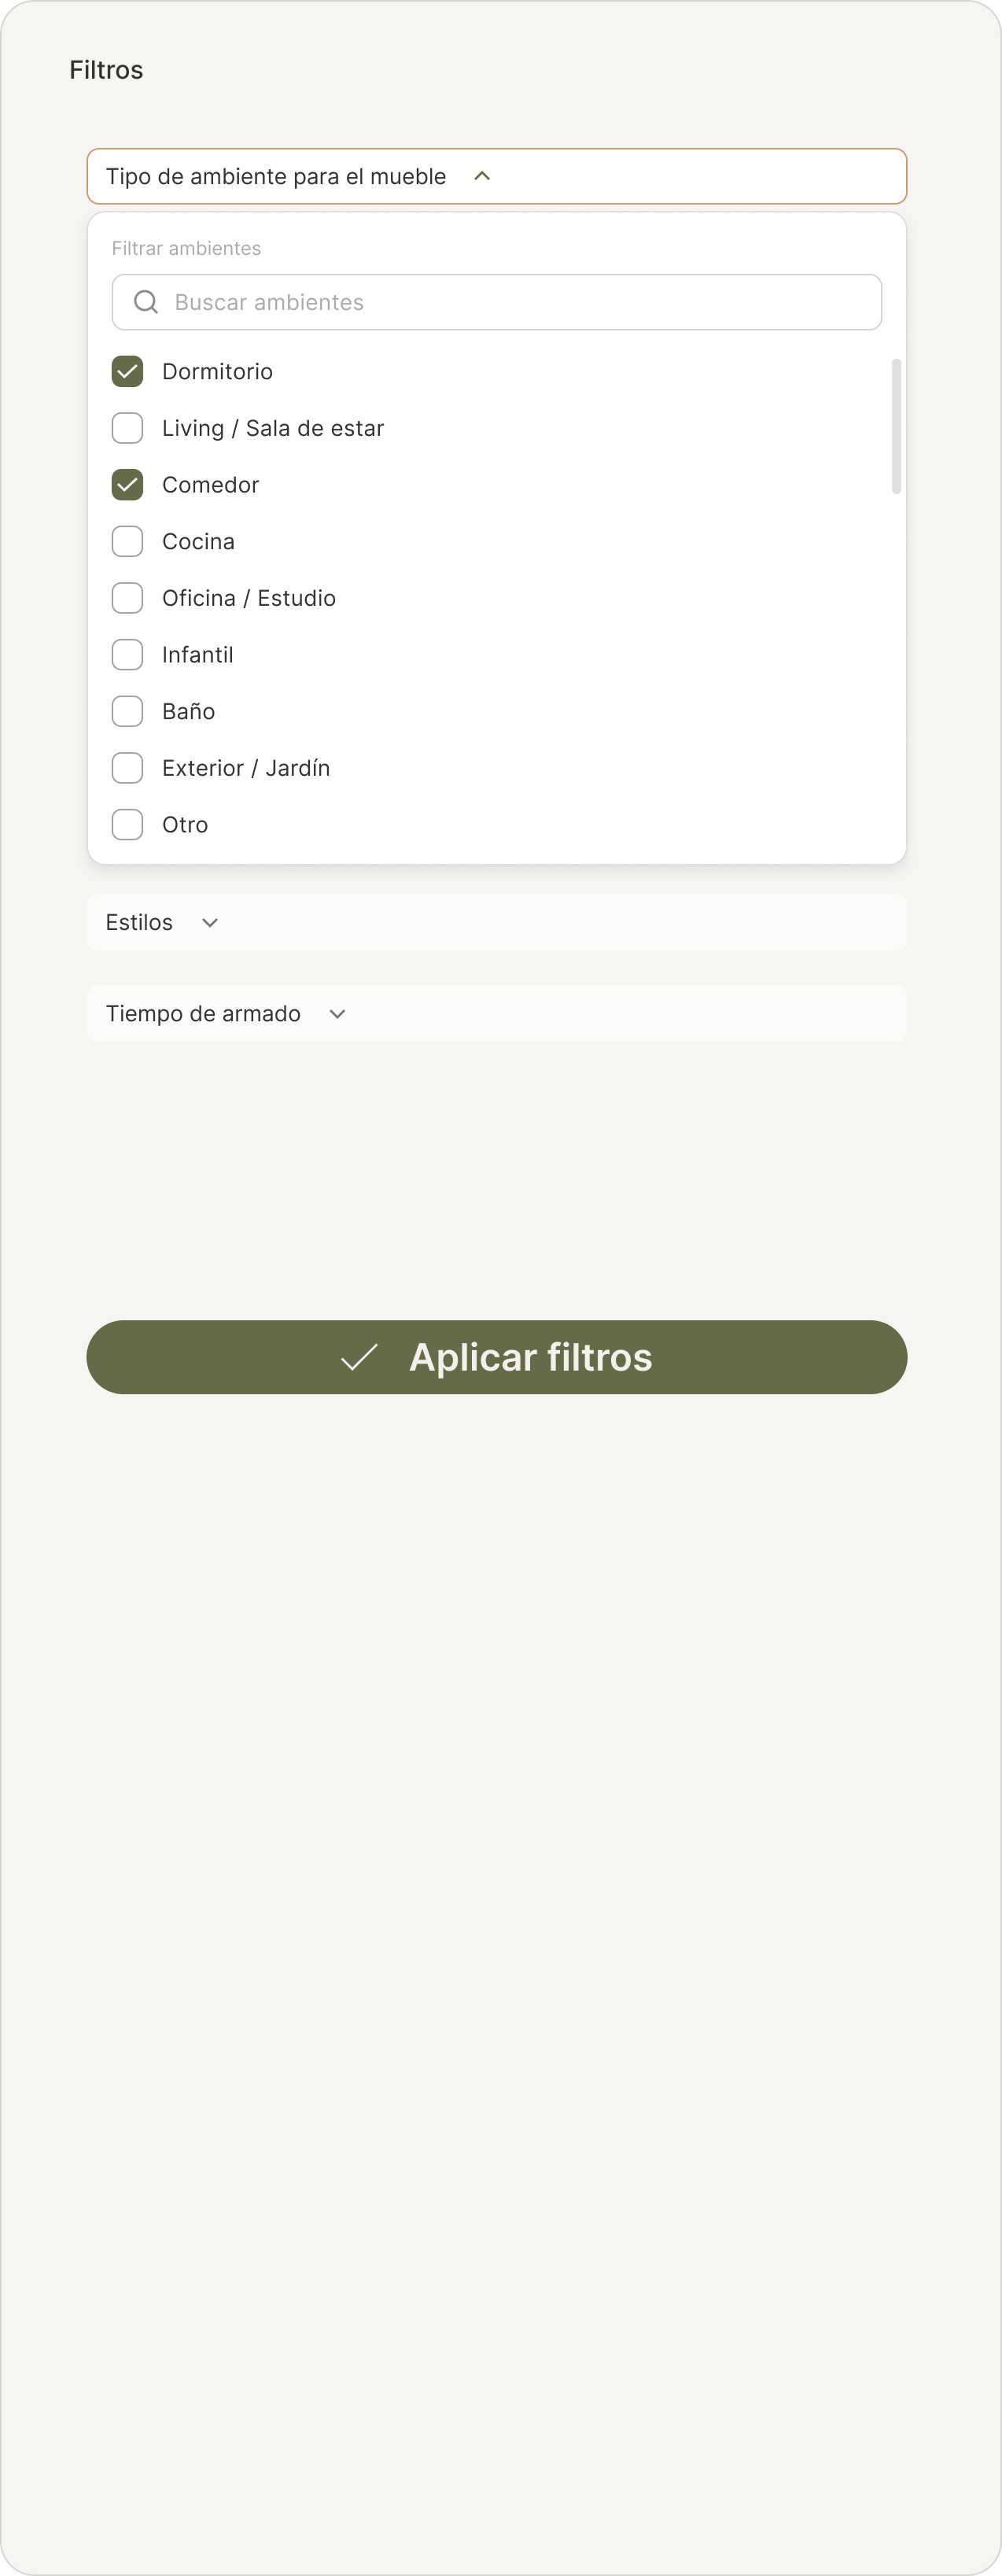 Filtros
Tipo de ambiente para el mueble
Filtrar ambientes
Buscar ambientes
Dormitorio
Living / Sala de estar
Comedor
Cocina
Oficina / Estudio
Infantil
Baño
Exterior / Jardín
Otro
Estilos
Tiempo de armado
Aplicar filtros